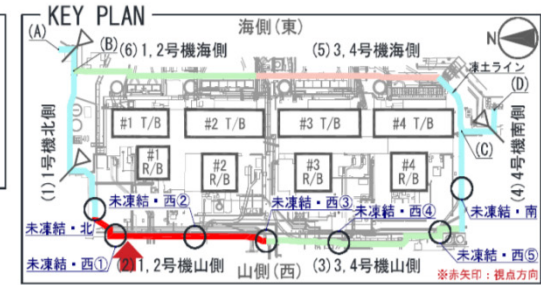 KEY PLAN
海側(東)
N
(A)
(B)
(6)1,2号機海側
(5)3,4号機海側
凍土ライン
(D)
(1)1号機北側
#1 T/B
#2 T/B
#3 T/B
#4 T/B
(C)
(4)4号機南側
#1
R/B
#2
R/B
#3
R/B
#4
R/B
未凍結・北
未凍結・西②
未凍結・西③
未凍結・西④
未凍結・南
未凍結・西①
(2)1,2号機山側
山側(西)
(3)3,4号機山側
未凍結・西⑤
※赤矢印：視点方向